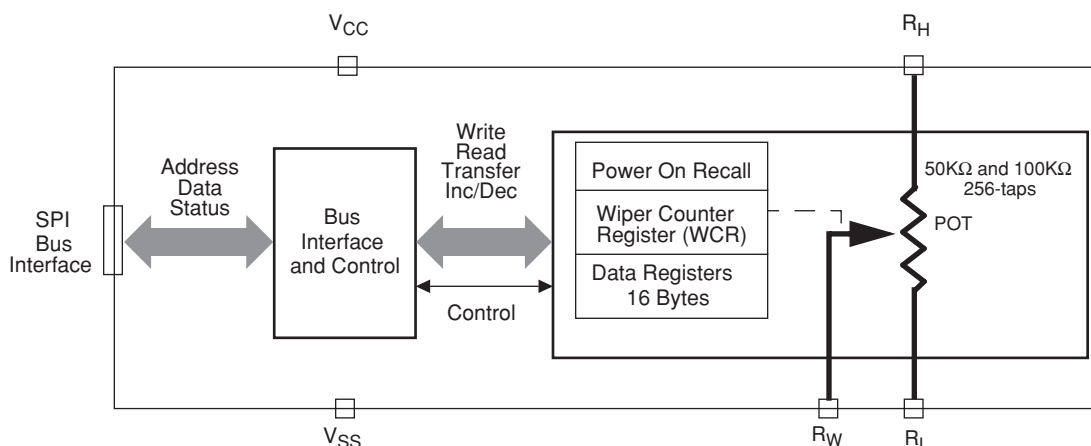 VCC
RH
Address
Data
Status
Write
Read
Transfer
Inc/Dec
Power On Recall
50KΩ and 100KΩ
256-taps
SPI
Bus
Interface
Bus
Interface
and Control
Wiper Counter
Register (WCR)
POT
Data Registers
16 Bytes
Control
VSS
RW
RL